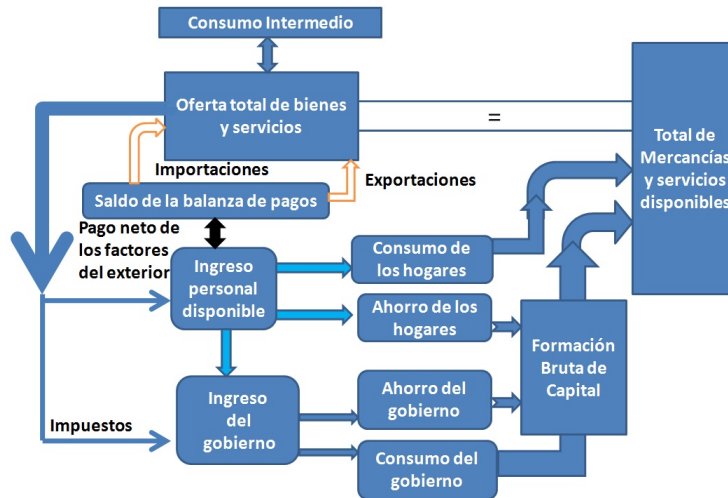 Consumo Intermedio
Oferta total de bienes
y servicios
=
Total de
Mercancías
y servicios
disponibles
Importaciones
Exportaciones
Saldo de la balanza de pagos
Pago neto de
los factores
del exterior
Ingreso
personal
disponible
Consumo de
los hogares
Ahorro de los
hogares
Formación
Bruta de
Capital
Ingreso
del
gobierno
Ahorro del
gobierno
Impuestos
Consumo del
gobierno